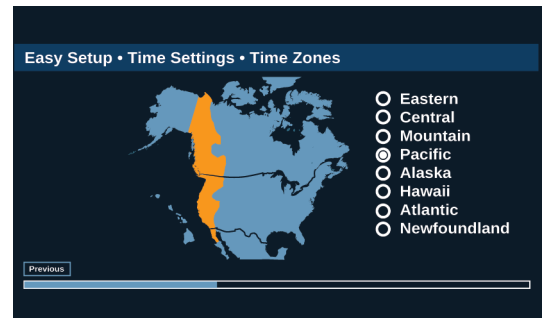 Easy Setup • Time Settings • Time Zones
Eastern
Central
Mountain
Pacific
Alaska
Hawaii
Atlantic
Newfoundland
Previous